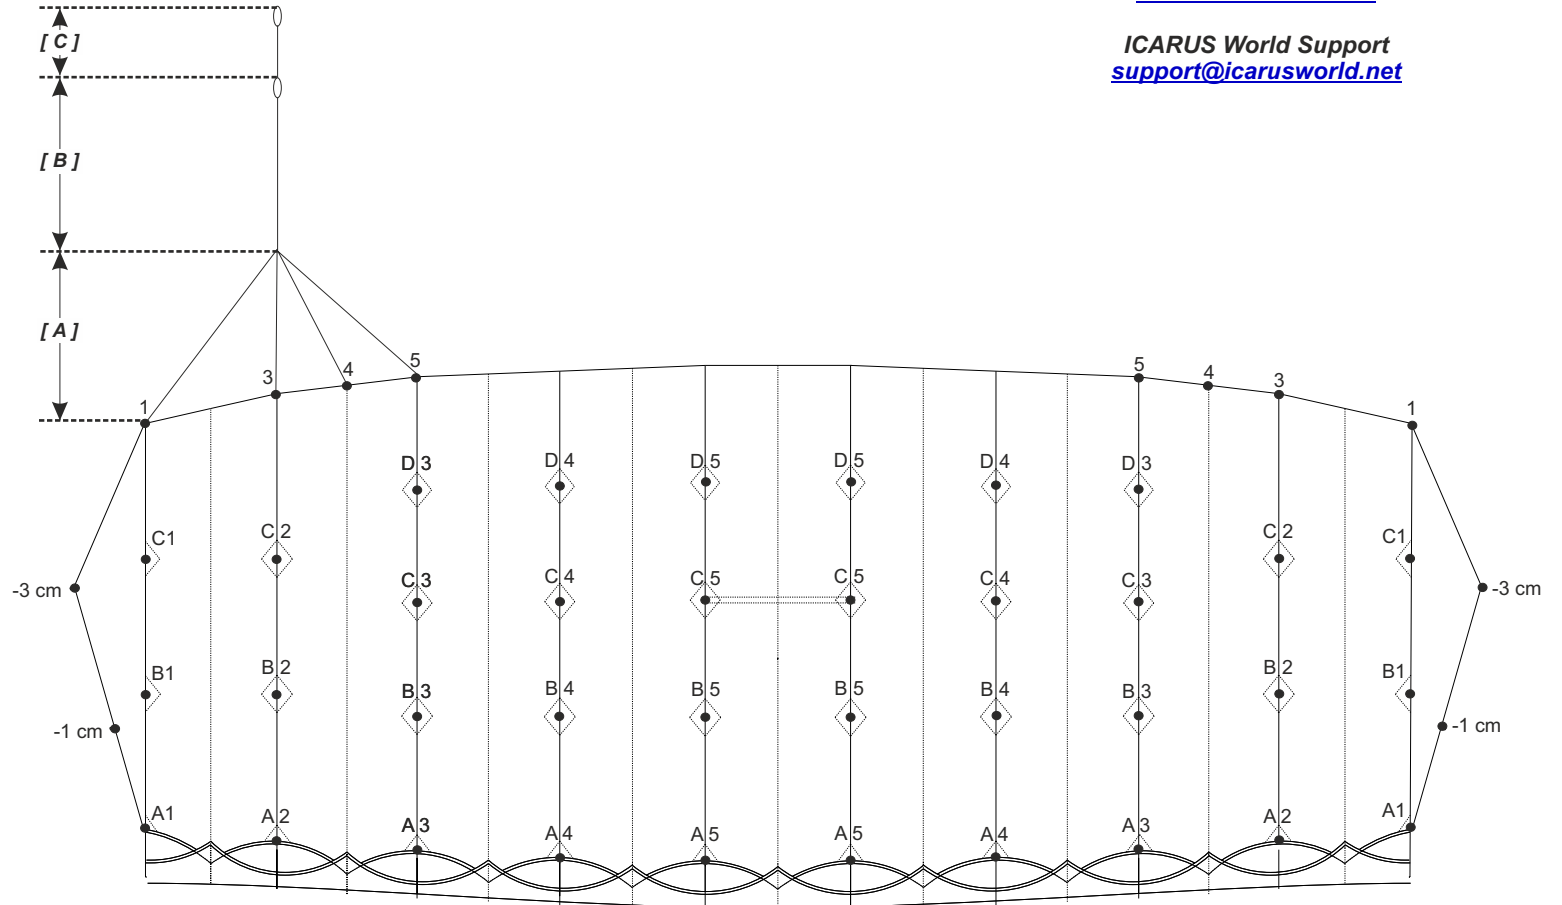 [ C ]
ICARUS World Support
support@icarusworld.net
[ B ]
[ A ]
1 3 4 5 5 4 3 1
D 3 D 4 D 5 D 5 D 4 D 3
C1 C 2 C 2 C1
-3 cm C 3 C 4 C 5 C 5 C 4 C 3 -3 cm
B1 B 2 B 2 B1
B 3 B 4 B 5 B 5 B 4 B 3
-1 cm -1 cm
A1 A 2 A 3 A 4 A 5 A 5 A 4 A 3 A 2 A1